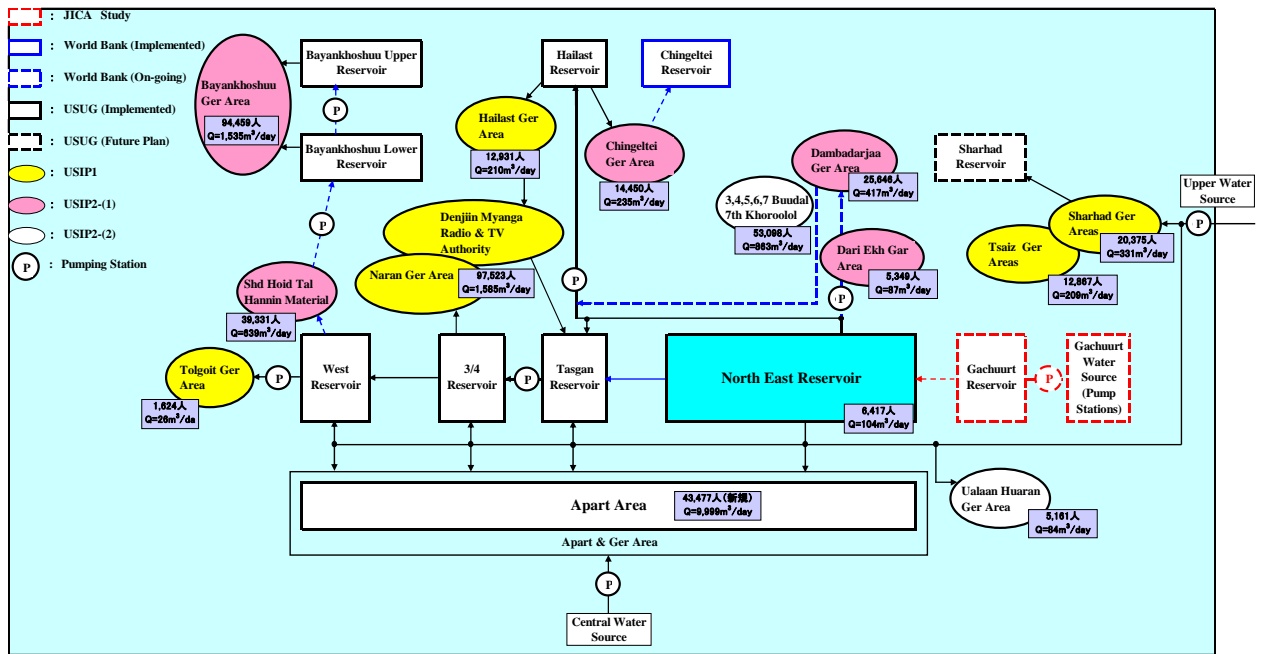 : JICA Study
: World Bank (Implemented)
: World Bank (On-going)
: USUG (Implemented)
: USUG (Future Plan)
: USIP1
: USIP2-(1)
: USIP2-(2)
P : Pumping Station
Bayankhoshuu
Ger Area
94,459人
Q=1,535m³/day
Bayankhoshuu Upper
Reservoir
P
Bayankhoshuu Lower
Reservoir
P
Shd Hoid Tal
Hannin Material
39,331人
Q=639m³/day
Hailast
Reservoir
Chingeltei
Reservoir
Hailast Ger
Area
12,931人
Q=210m³/day
Chingeltei
Ger Area
14,450人
Q=235m³/day
Denjiin Myanga
Radio & TV
Authority
Naran Ger Area
97,523人
Q=1,585m³/day
3,4,5,6,7 Buudal
7th Khoroolol
53,098人
Q=863m³/day
Dambadarjaa
Ger Area
25,646人
Q=417m³/day
Dari Ekh Gar
Area
5,349人
Q=87m³/day
P
P
Sharhad
Reservoir
Sharhad Ger
Areas
20,375人
Q=331m³/day
Tsaiz Ger
Areas
12,867人
Q=209m³/day
Upper Water
Source
P
Tolgoit Ger
Area
1,624人
Q=26m³/da
P
West
Reservoir
3/4
Reservoir
P
Tasgan
Reservoir
North East Reservoir
6,417人
Q=104m³/day
Gachuurt
Reservoir
P
Gachuurt
Water
Source
(Pump
Stations)
Apart Area
43,477人(新規)
Q=9,999m³/day
Apart & Ger Area
Ualaan Huaran
Ger Area
5,161人
Q=84m³/day
P
Central Water
Source